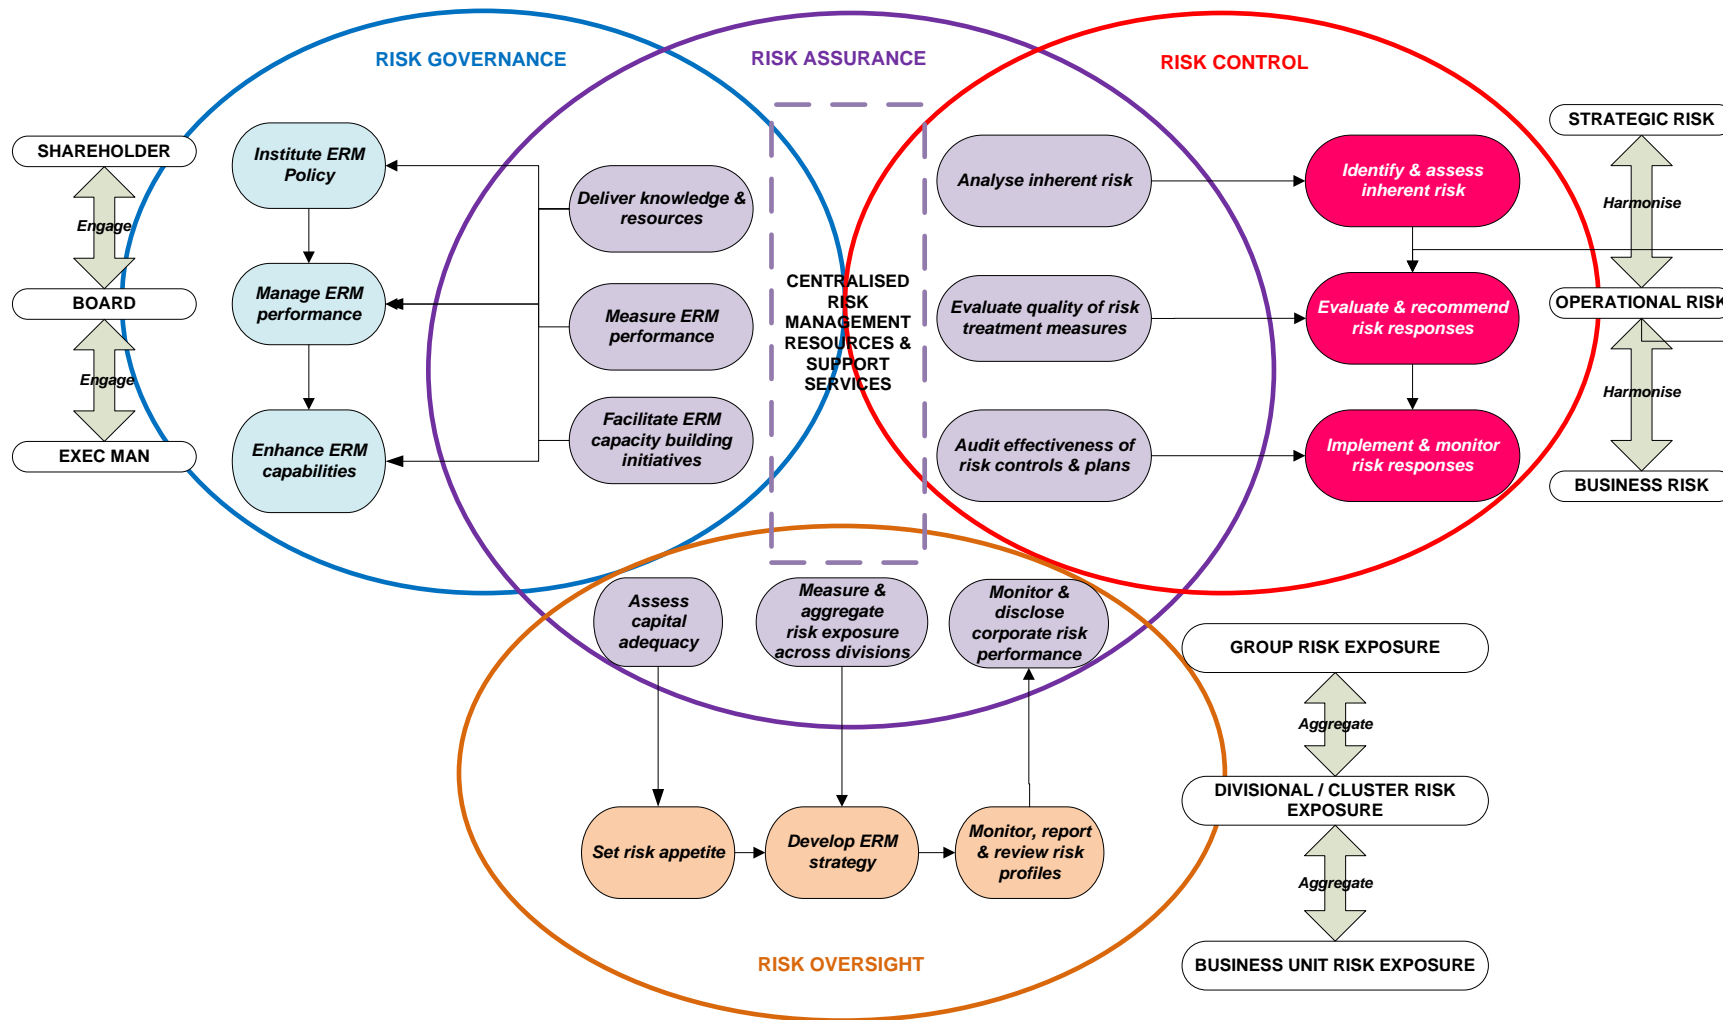 RISK GOVERNANCE
RISK ASSURANCE
RISK CONTROL
SHAREHOLDER
Engage
BOARD
Engage
EXEC MAN
Institute ERM
Policy
Manage ERM
performance
Enhance ERM
capabilities
Deliver knowledge &
resources
Measure ERM
performance
Facilitate ERM
capacity building
initiatives
CENTRALISED
RISK
MANAGEMENT
RESOURCES &
SUPPORT
SERVICES
Analyse inherent risk
Evaluate quality of risk
treatment measures
Audit effectiveness of
risk controls & plans
Identify & assess
inherent risk
Evaluate & recommend
risk responses
Implement & monitor
risk responses
STRATEGIC RISK
Harmonise
OPERATIONAL RISK
Harmonise
BUSINESS RISK
Assess
capital
adequacy
Measure &
aggregate
risk exposure
across divisions
Monitor &
disclose
corporate risk
performance
Set risk appetite
Develop ERM
strategy
Monitor, report
& review risk
profiles
RISK OVERSIGHT
GROUP RISK EXPOSURE
Aggregate
DIVISIONAL / CLUSTER RISK
EXPOSURE
Aggregate
BUSINESS UNIT RISK EXPOSURE